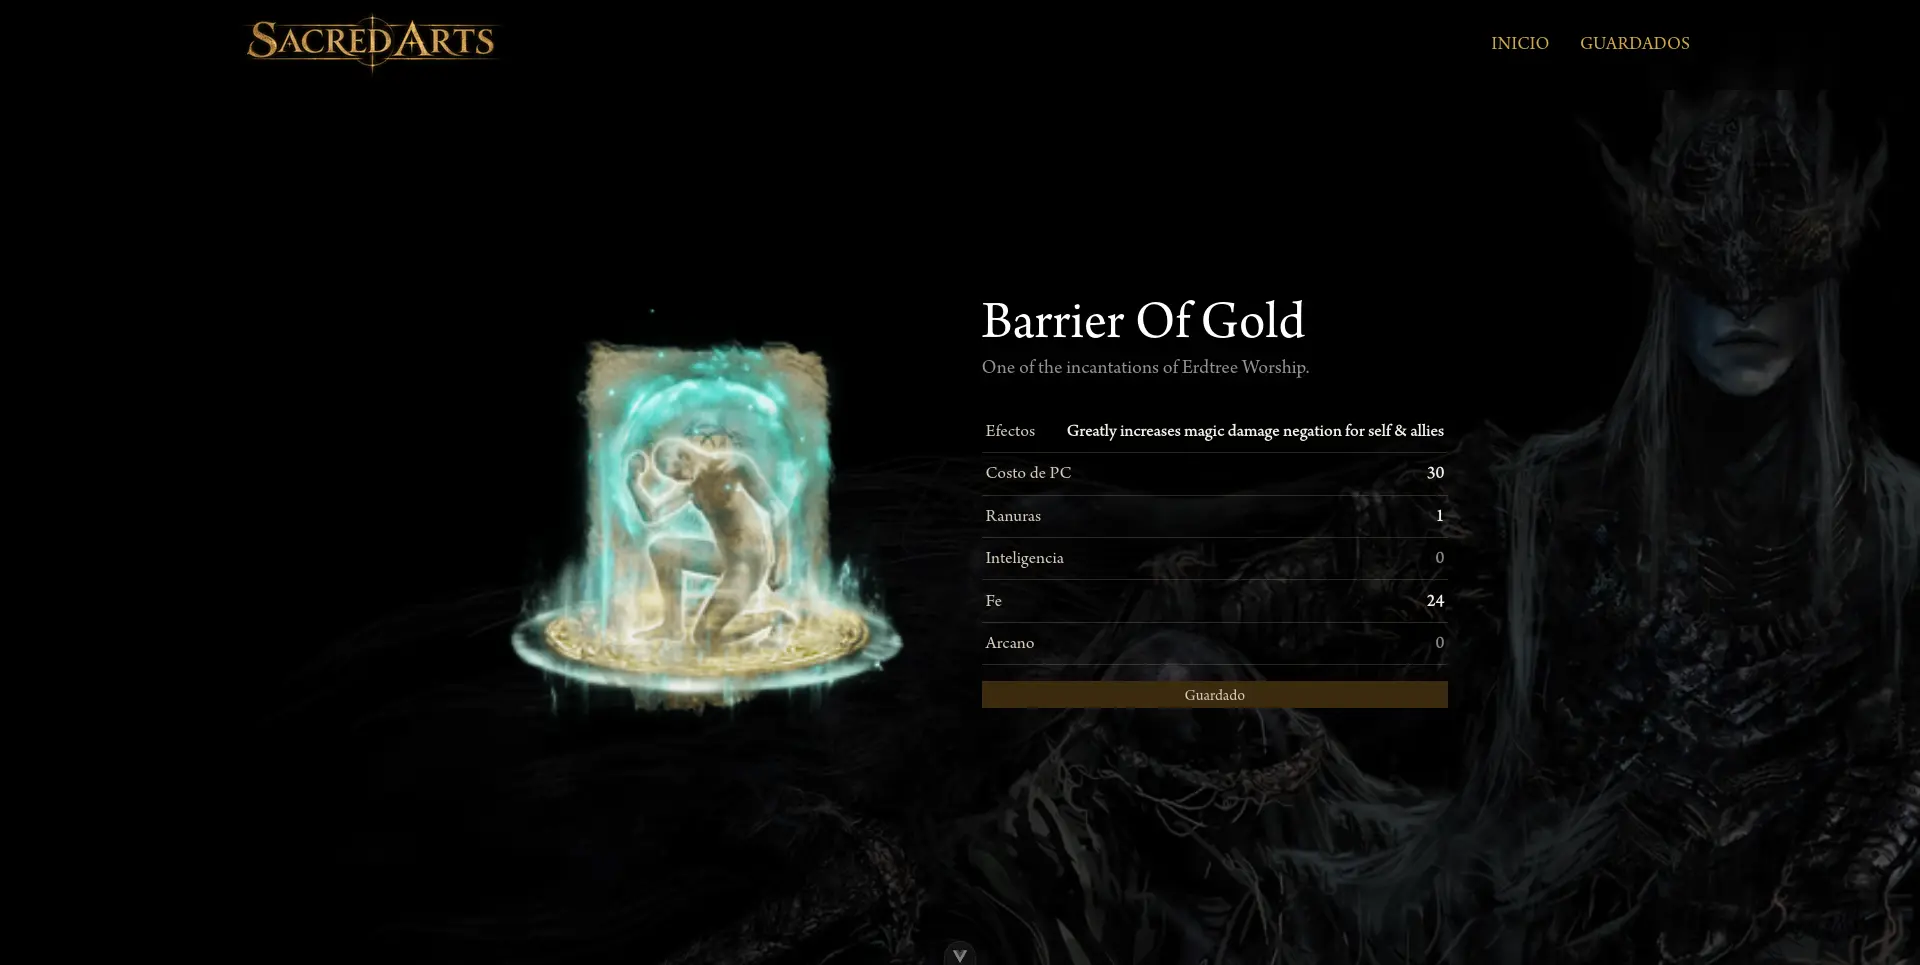 SACRED ARTS
INICIO GUARDADOS
Barrier Of Gold
One of the incantations of Erdtree Worship.
Efectos Greatly increases magic damage negation for self & allies
Costo de PC 30
Ranuras 1
Inteligencia 0
Fe 24
Arcano 0
Guardado